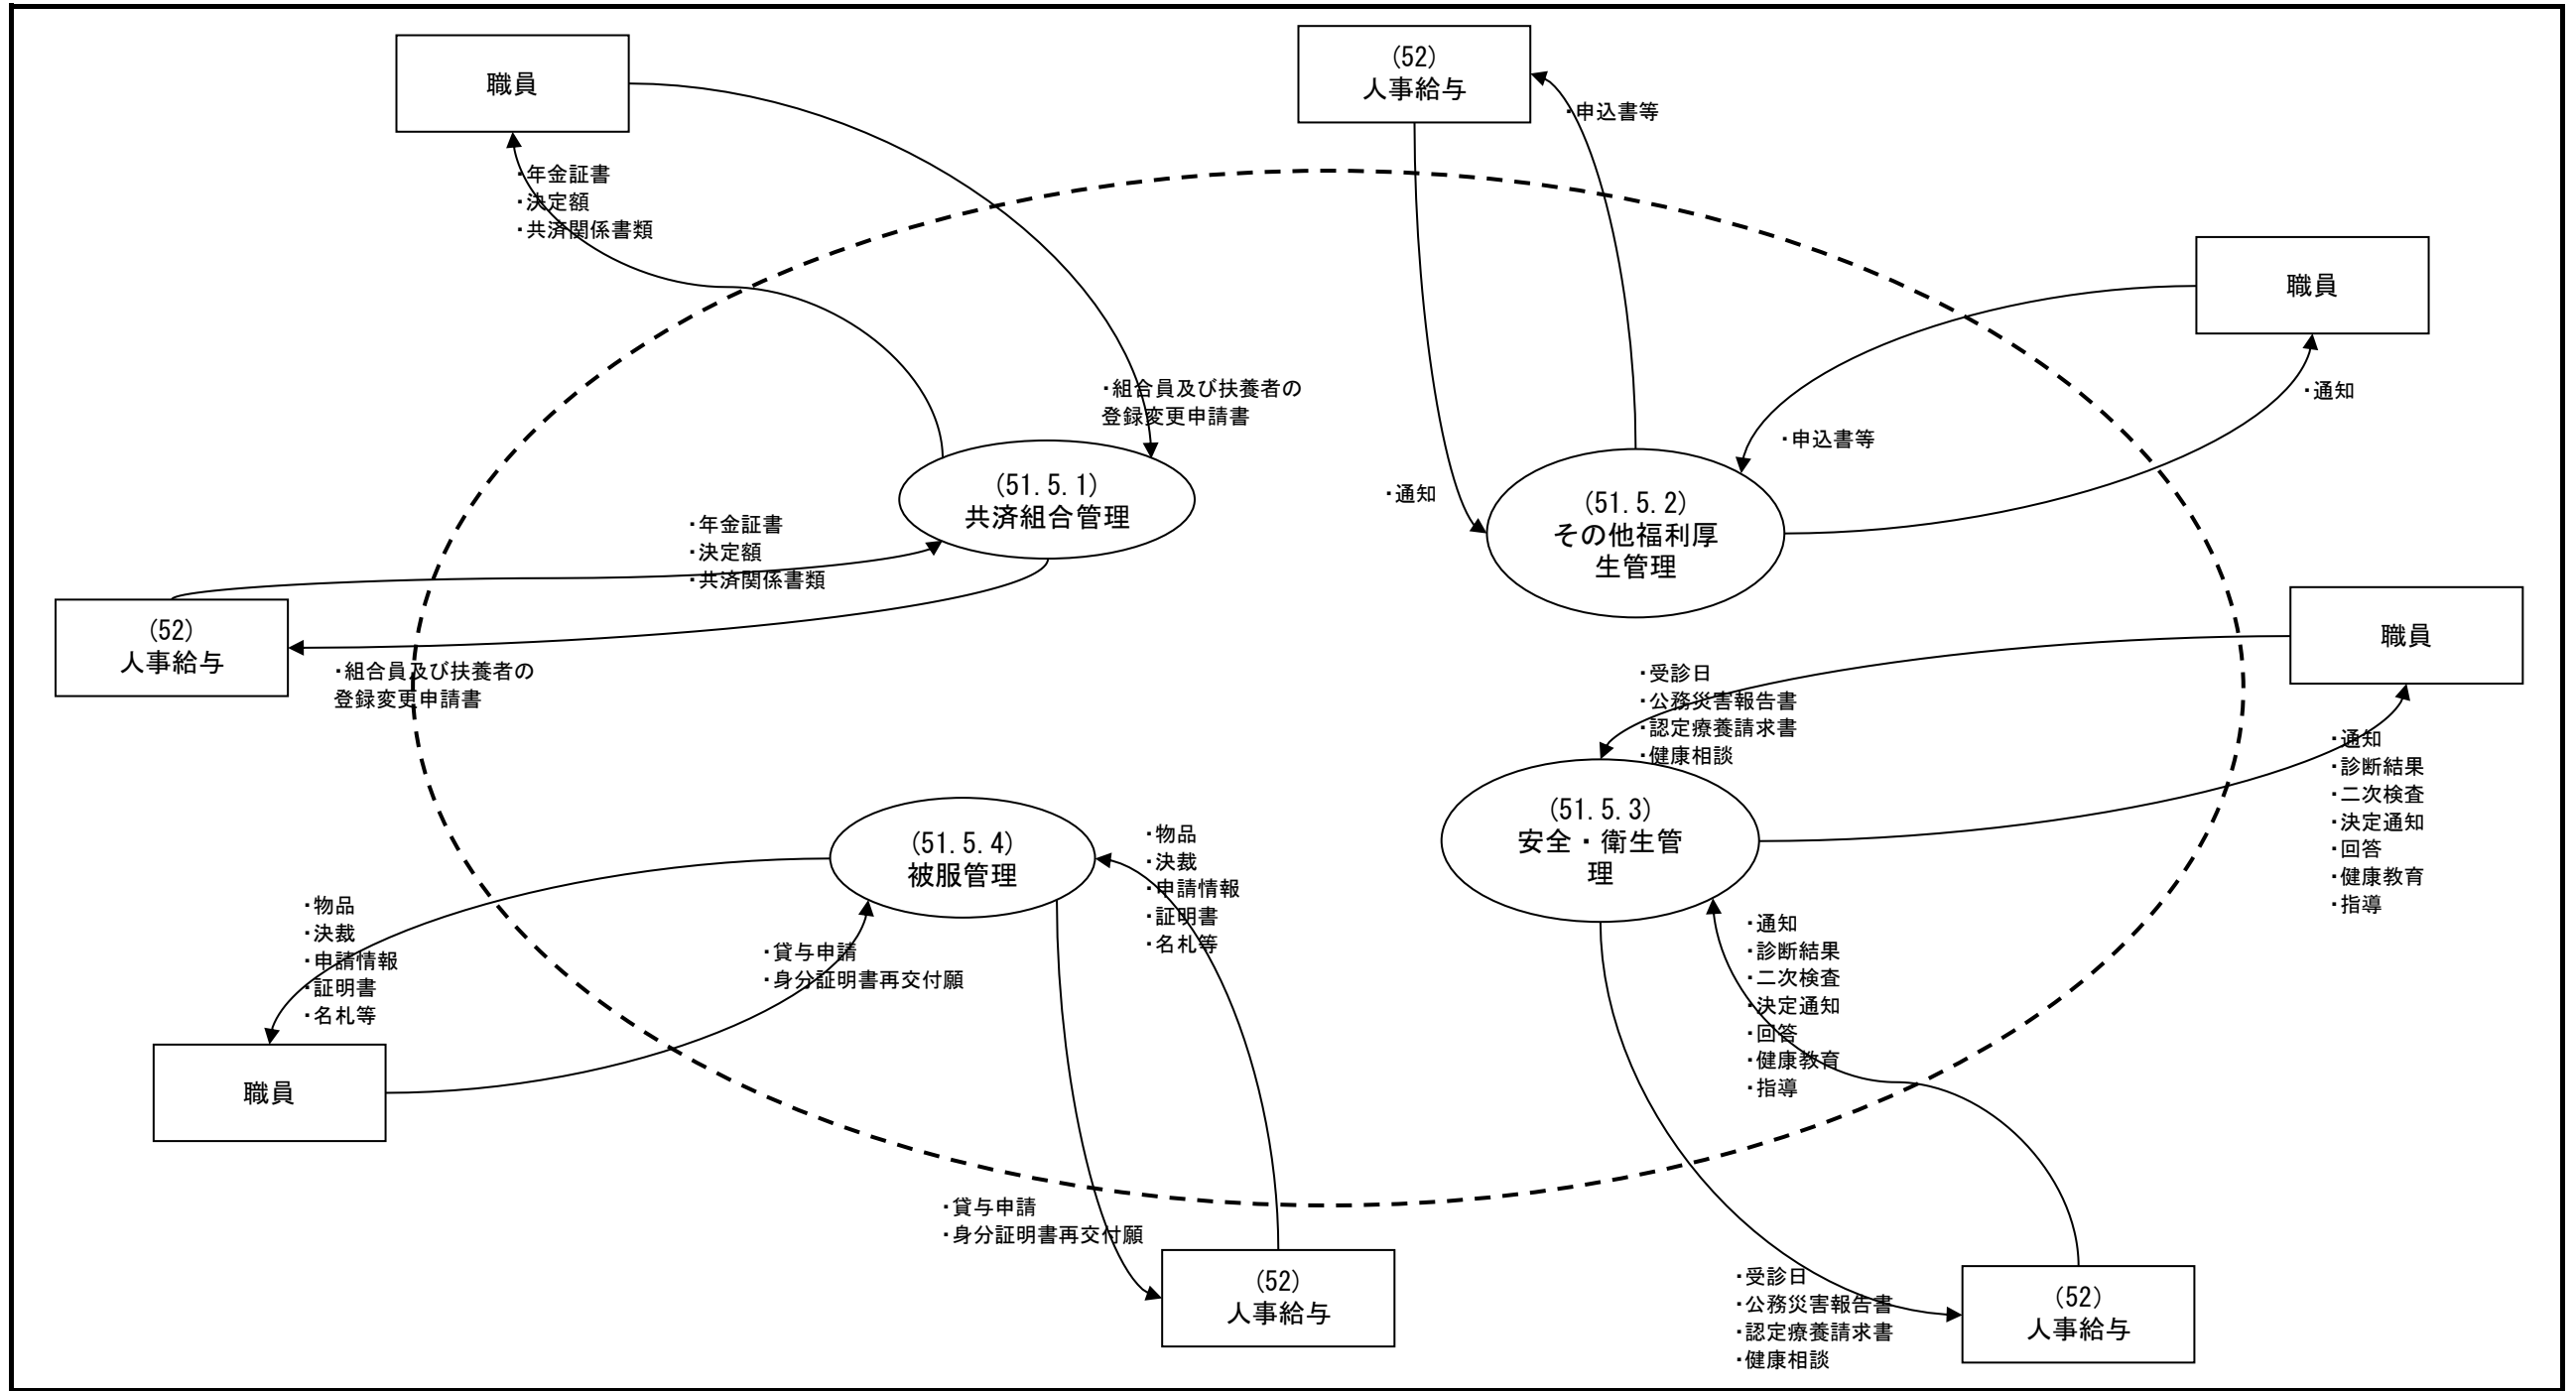 職員
(52)
人事給与
・申込書等
・年金証書
・決定額
・共済関係書類
職員
・組合員及び扶養者の
登録変更申請書
・通知
・申込書等
(51.5.1)
共済組合管理
・通知
(51.5.2)
その他福利厚
生管理
・年金証書
・決定額
・共済関係書類
(52)
人事給与
・組合員及び扶養者の
登録変更申請書
職員
・受診日
・公務災害報告書
・認定療養請求書
・健康相談
・通知
・診断結果
・二次検査
・決定通知
・回答
・健康教育
・指導
(51.5.3)
安全・衛生管
理
(51.5.4)
被服管理
・物品
・決裁
・申請情報
・証明書
・名札等
・物品
・決裁
・申請情報
・証明書
・名札等
・貸与申請
・身分証明書再交付願
・通知
・診断結果
・二次検査
・決定通知
・回答
・健康教育
・指導
職員
・貸与申請
・身分証明書再交付願
(52)
人事給与
・受診日
・公務災害報告書
・認定療養請求書
・健康相談
(52)
人事給与